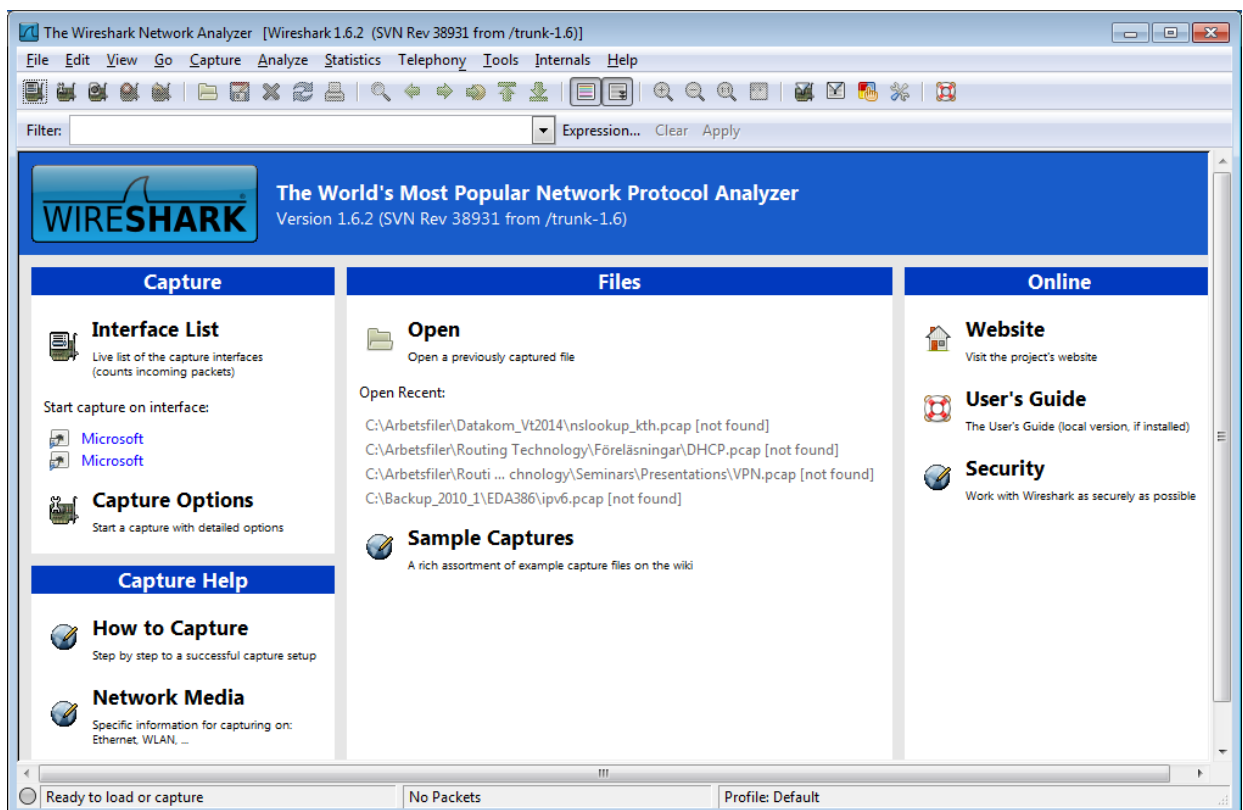 The Wireshark Network Analyzer [Wireshark 1.6.2 (SVN Rev 38931 from /trunk-1.6)]
File Edit View Go Capture Analyze Statistics Telephony Tools Internals Help
Filter: Expression... Clear Apply
WIRESHARK
The World's Most Popular Network Protocol Analyzer
Version 1.6.2 (SVN Rev 38931 from /trunk-1.6)
Capture
Interface List
Live list of the capture interfaces
(counts incoming packets)
Start capture on interface:
Microsoft
Microsoft
Capture Options
Start a capture with detailed options
Capture Help
How to Capture
Step by step to a successful capture setup
Network Media
Specific information for capturing on:
Ethernet, WLAN, ...
Files
Open
Open a previously captured file
Open Recent:
C:\Arbetsfiler\Datakom_Vt2014\nslookup_kth.pcap [not found]
C:\Arbetsfiler\Routing Technology\Föreläsningar\DHCP.pcap [not found]
C:\Arbetsfiler\Routi ... chnology\Seminars\Presentations\VPN.pcap [not found]
C:\Backup_2010_1\EDA386\ipv6.pcap [not found]
Sample Captures
A rich assortment of example capture files on the wiki
Online
Website
Visit the project's website
User's Guide
The User's Guide (local version, if installed)
Security
Work with Wireshark as securely as possible
Ready to load or capture
No Packets
Profile: Default